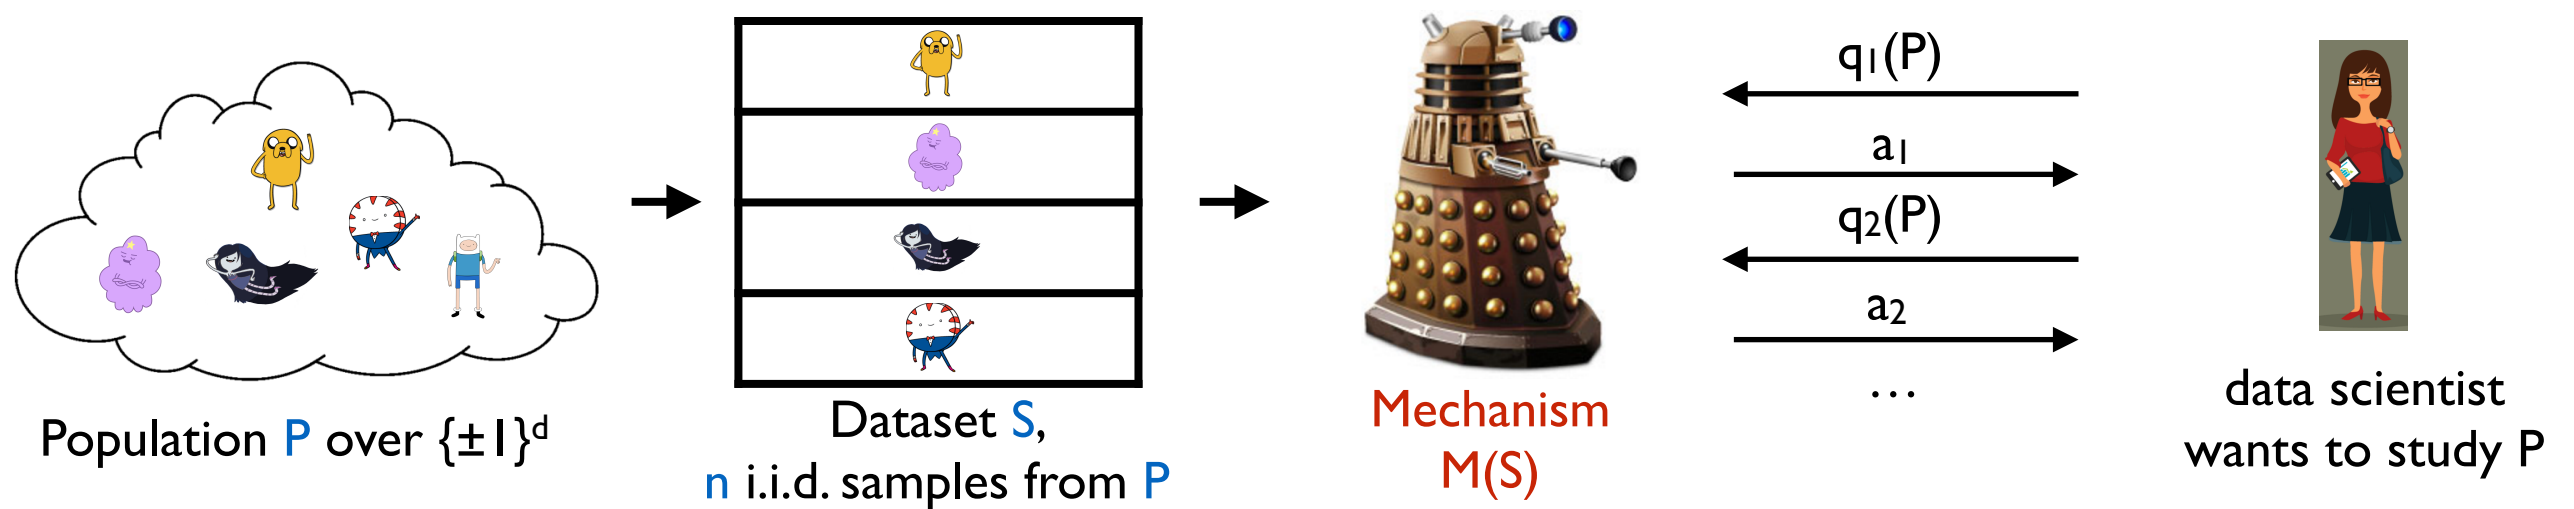 Population P over {±1}ᵈ
Dataset S,
n i.i.d. samples from P
Mechanism
M(S)
q₁(P)
a₁
q₂(P)
a₂
...
data scientist
wants to study P